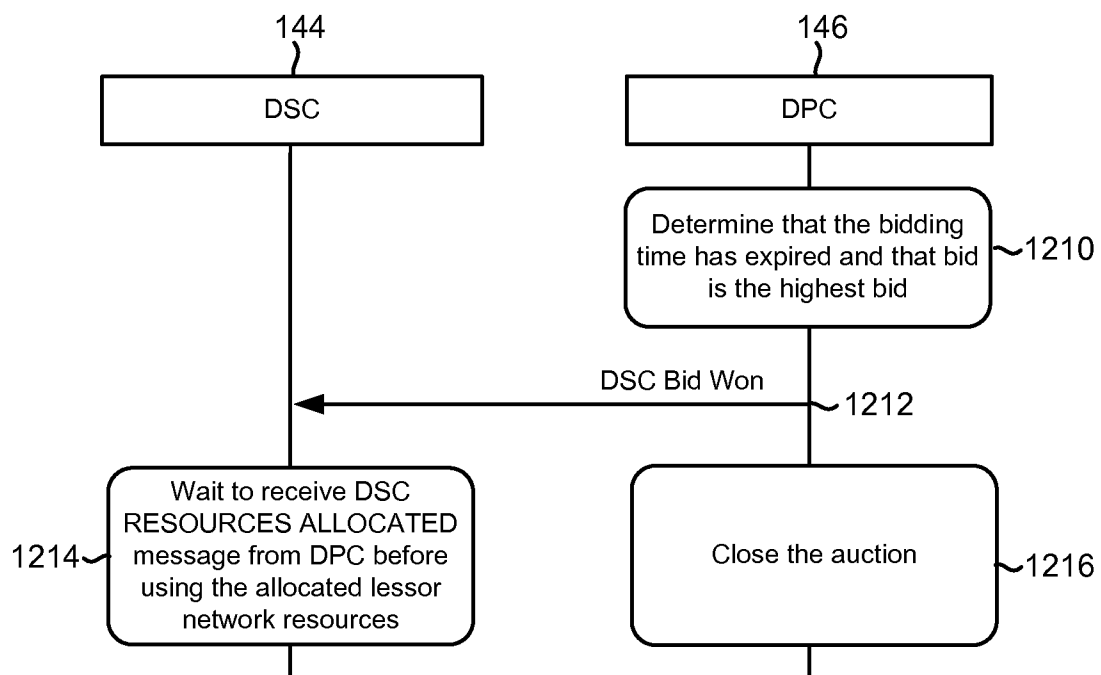 144
146
DSC
DPC
Determine that the bidding
time has expired and that bid
is the highest bid
1210
DSC Bid Won
1212
Wait to receive DSC
RESOURCES ALLOCATED
message from DPC before
using the allocated lessor
network resources
1214
Close the auction
1216